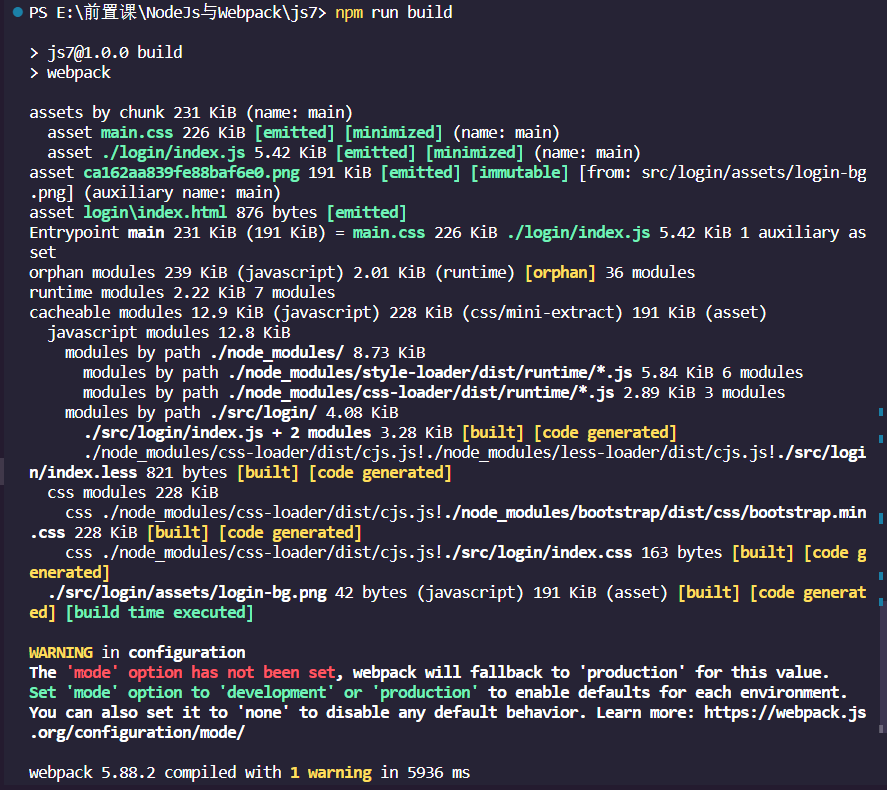 PS E:\前置课\NodeJs与Webpack\js7> npm run build
> js7@1.0.0 build
> webpack
assets by chunk 231 KiB (name: main)
asset main.css 226 KiB [emitted] [minimized] (name: main)
asset ./login/index.js 5.42 KiB [emitted] [minimized] (name: main)
asset ca162aa839fe88baf6e0.png 191 KiB [emitted] [immutable] [from: src/login/assets/login-bg
.png] (auxiliary name: main)
asset login\index.html 876 bytes [emitted]
Entrypoint main 231 KiB (191 KiB) = main.css 226 KiB ./login/index.js 5.42 KiB 1 auxiliary as
set
orphan modules 239 KiB (javascript) 2.01 KiB (runtime) [orphan] 36 modules
runtime modules 2.22 KiB 7 modules
cacheable modules 12.9 KiB (javascript) 228 KiB (css/mini-extract) 191 KiB (asset)
javascript modules 12.8 KiB
modules by path ./node_modules/ 8.73 KiB
modules by path ./node_modules/style-loader/dist/runtime/*.js 5.84 KiB 6 modules
modules by path ./node_modules/css-loader/dist/runtime/*.js 2.89 KiB 3 modules
modules by path ./src/login/ 4.08 KiB
./src/login/index.js + 2 modules 3.28 KiB [built] [code generated]
./node_modules/css-loader/dist/cjs.js!./node_modules/less-loader/dist/cjs.js!./src/logi
n/index.less 821 bytes [built] [code generated]
css modules 228 KiB
css ./node_modules/css-loader/dist/cjs.js!./node_modules/bootstrap/dist/css/bootstrap.min
.css 228 KiB [built] [code generated]
css ./node_modules/css-loader/dist/cjs.js!./src/login/index.css 163 bytes [built] [code g
enerated]
./src/login/assets/login-bg.png 42 bytes (javascript) 191 KiB (asset) [built] [code generat
ed] [build time executed]
WARNING in configuration
The 'mode' option has not been set, webpack will fallback to 'production' for this value.
Set 'mode' option to 'development' or 'production' to enable defaults for each environment.
You can also set it to 'none' to disable any default behavior. Learn more: https://webpack.js
.org/configuration/mode/
webpack 5.88.2 compiled with 1 warning in 5936 ms